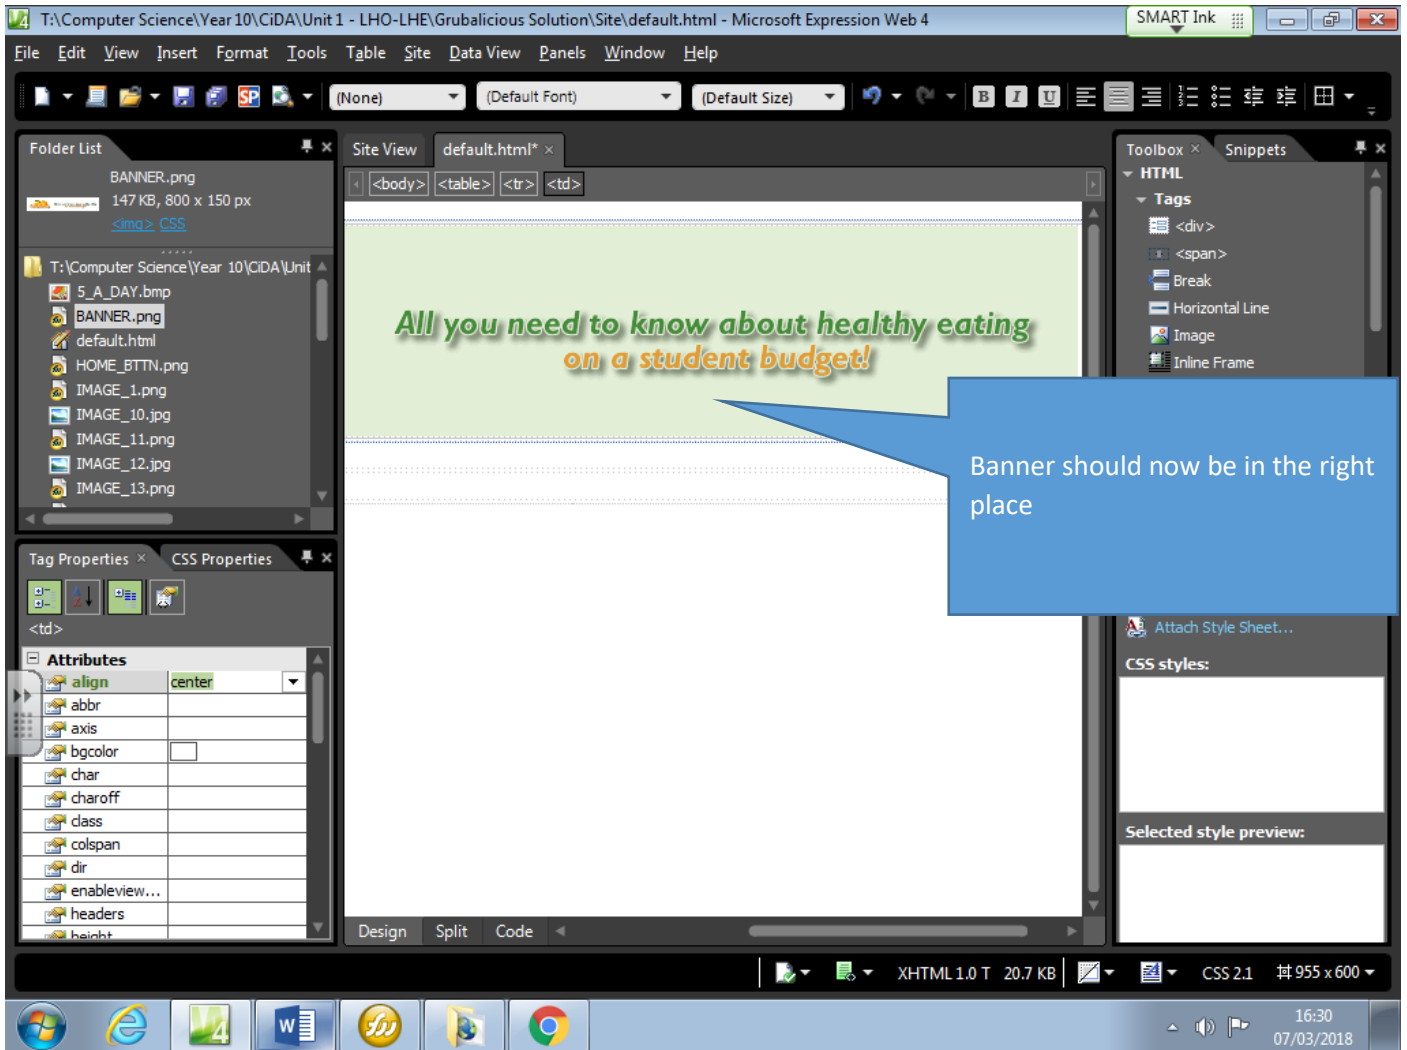 T:\Computer Science\Year 10\CiDA\Unit 1 - LHO-LHE\Grubalicious Solution\Site\default.html - Microsoft Expression Web 4
SMART Ink
File Edit View Insert Format Tools Table Site Data View Panels Window Help
(None) (Default Font) (Default Size) B I U
Folder List
BANNER.png
147 KB, 800 x 150 px
<img> CSS
T:\Computer Science\Year 10\CiDA\Unit
5_A_DAY.bmp
BANNER.png
default.html
HOME_BTTN.png
IMAGE_1.png
IMAGE_10.jpg
IMAGE_11.png
IMAGE_12.jpg
IMAGE_13.png
Tag Properties CSS Properties
<td>
Attributes
align center
abbr
axis
bgcolor
char
charoff
class
colspan
dir
enableview...
headers
height
Site View default.html*
<body> <table> <tr> <td>
All you need to know about healthy eating
on a student budget!
Banner should now be in the right
place
Design Split Code
Toolbox Snippets
HTML
Tags
<div>
<span>
Break
Horizontal Line
Image
Inline Frame
Attach Style Sheet...
CSS styles:
Selected style preview:
XHTML 1.0 T 20.7 KB CSS 2.1 955 x 600
16:30
07/03/2018